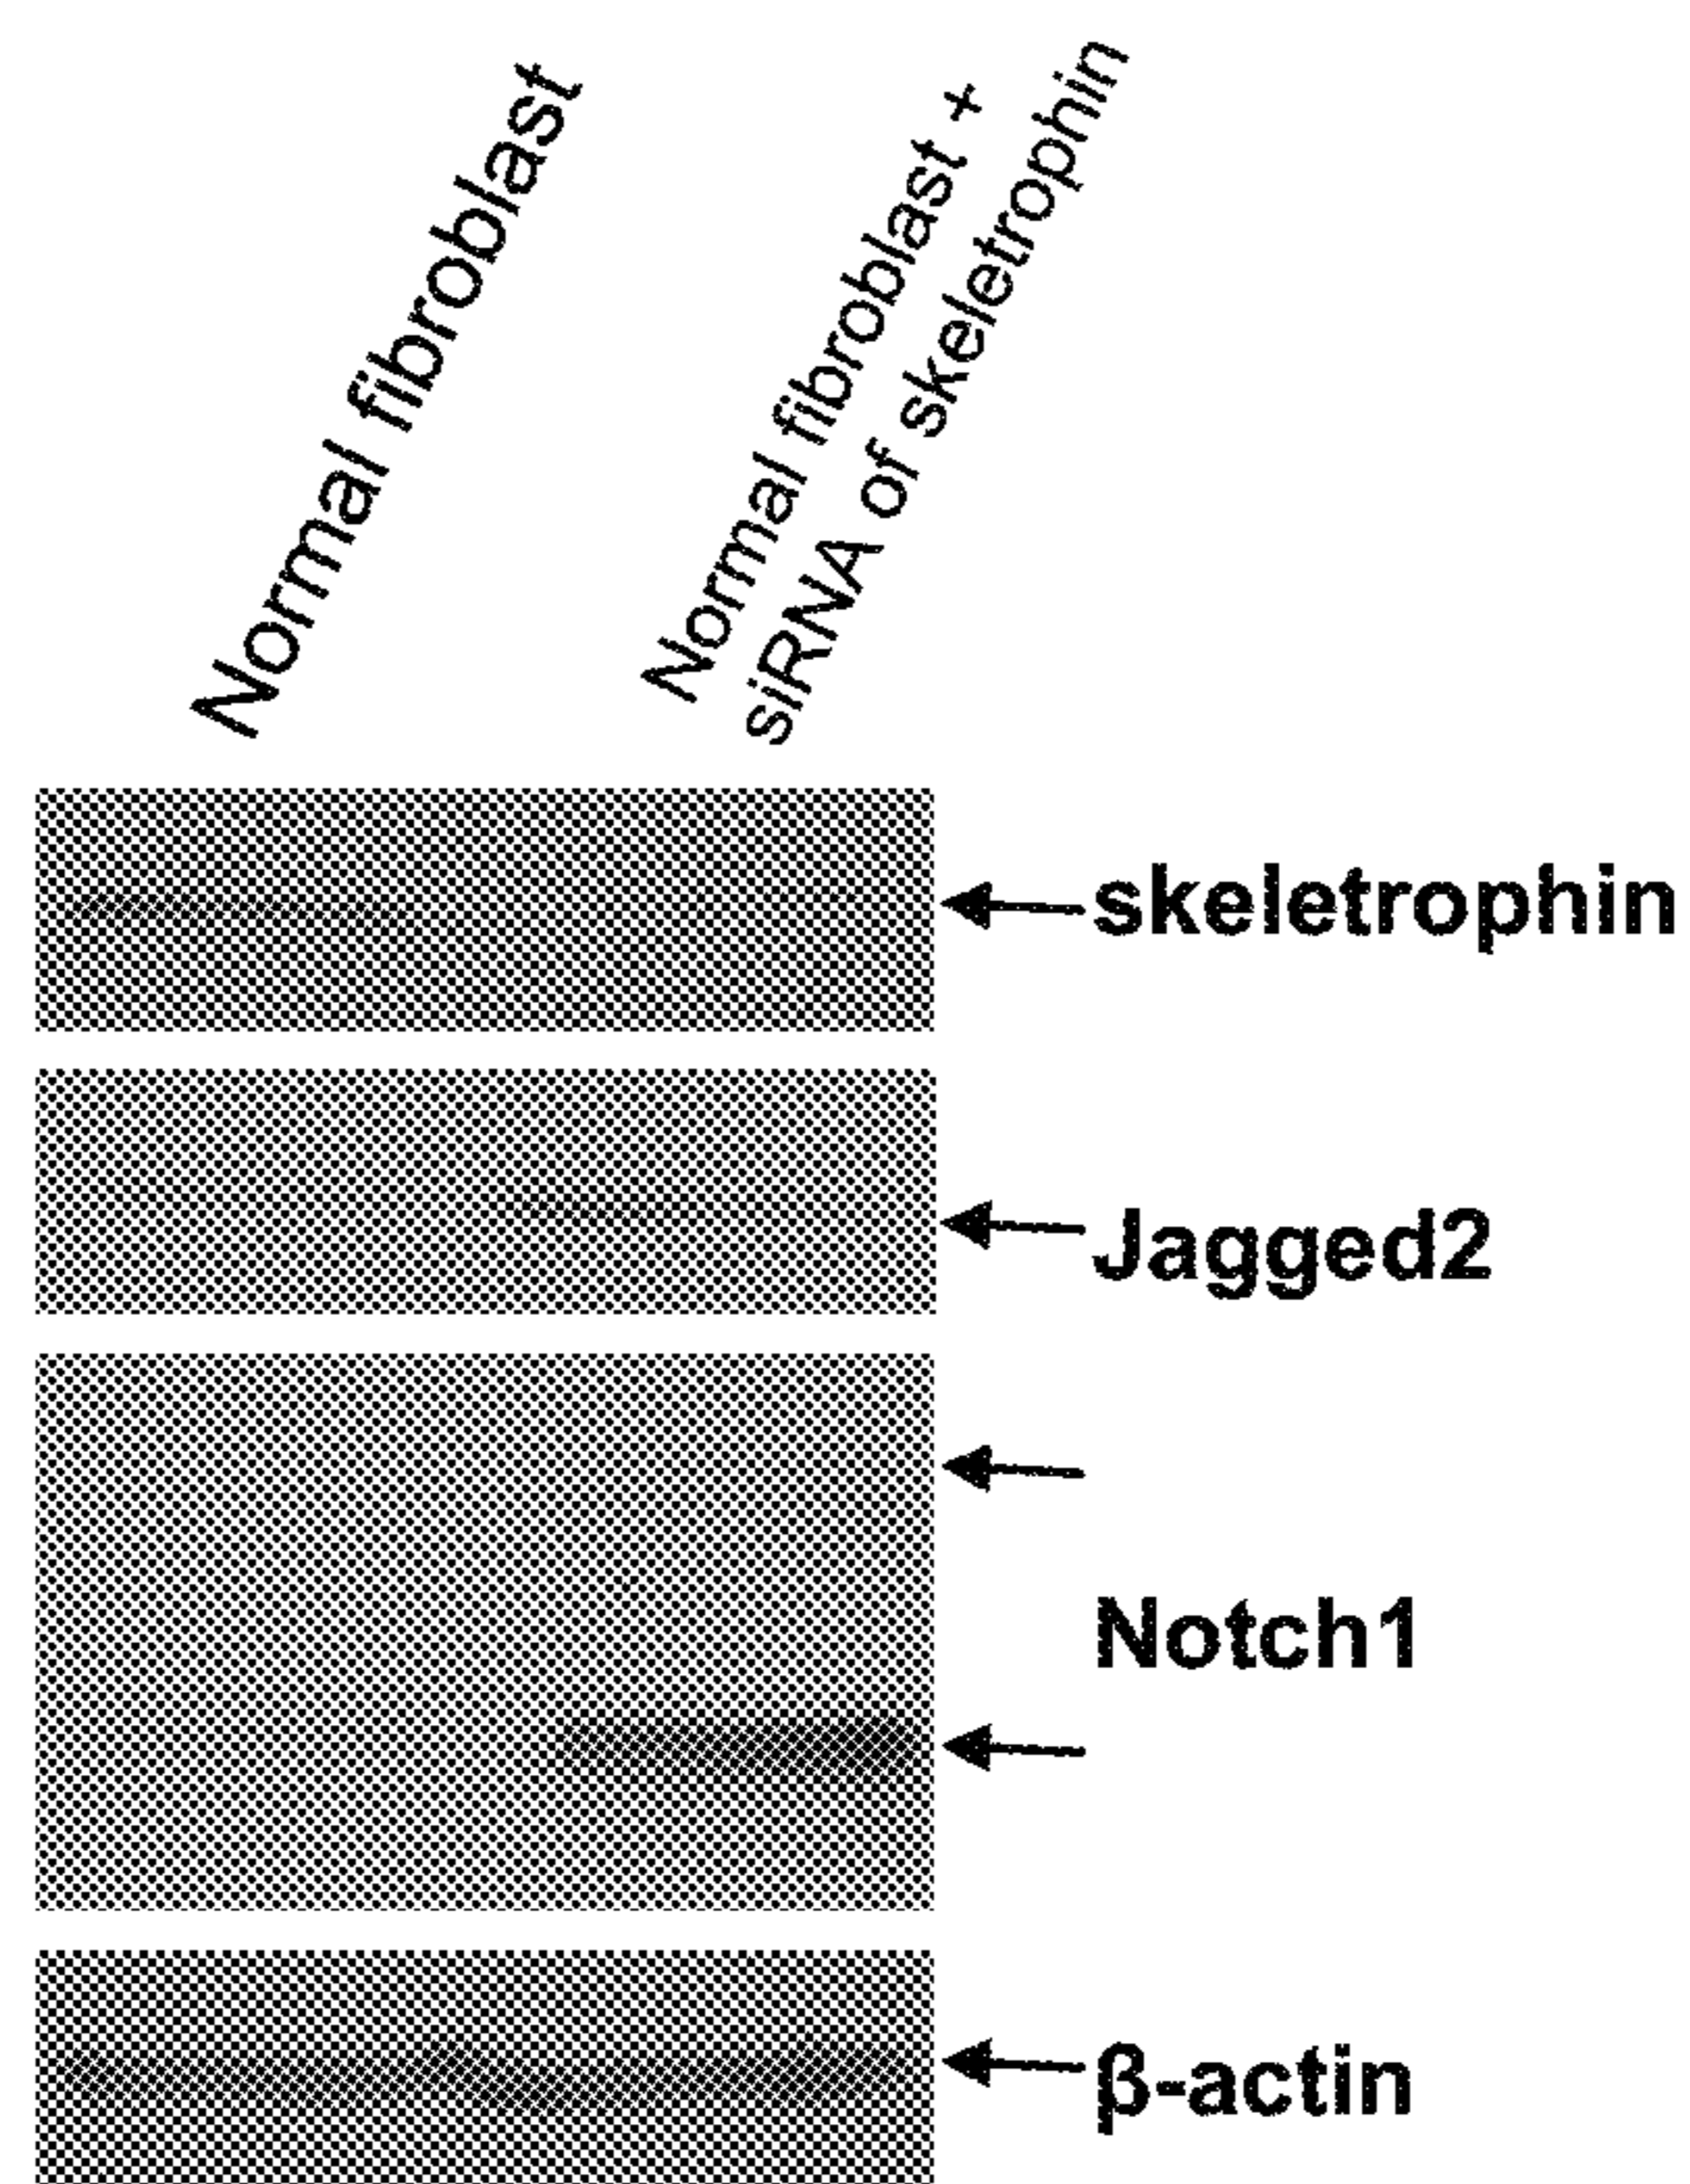 Normal fibroblast
Normal fibroblast +
siRNA of skeletrophin
skeletrophin
Jagged2
Notch1
β-actin